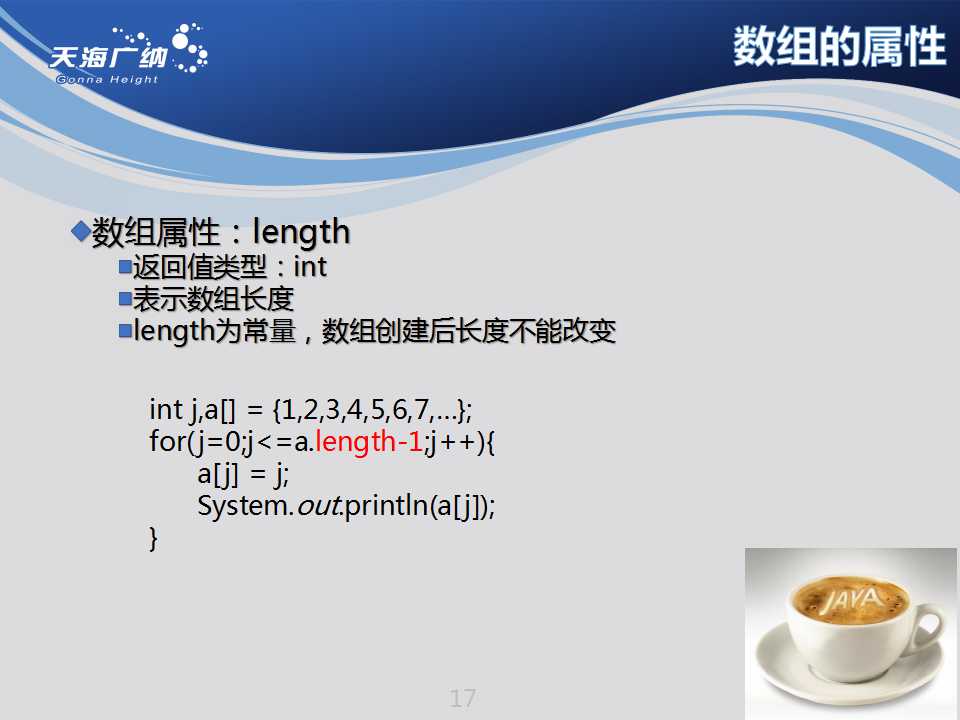 天海广纳
Gonna Height
数组的属性
数组属性：length
返回值类型：int
表示数组长度
length为常量，数组创建后长度不能改变
int j,a[] = {1,2,3,4,5,6,7,…};
for(j=0;j<=a.length-1;j++){
a[j] = j;
System.out.println(a[j]);
}
JAVA
17